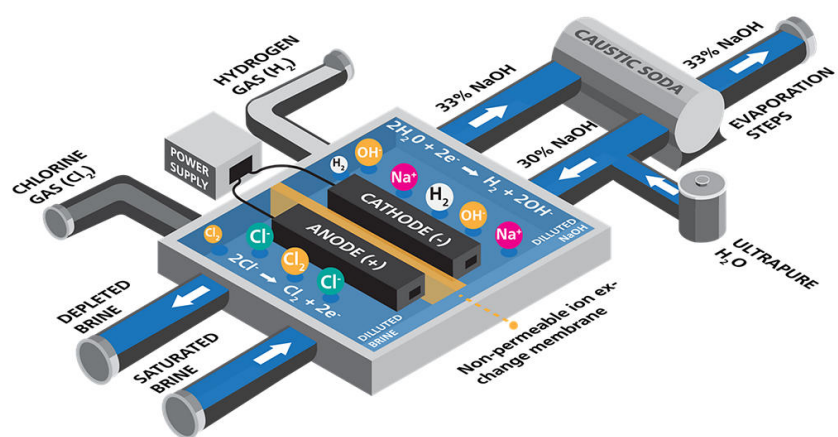 HYDROGEN
GAS (H₂)
CHLORINE
GAS (Cl₂)
POWER
SUPPLY
33% NaOH
CAUSTIC SODA
33% NaOH
30% NaOH
EVAPORATION
STEPS
ULTRAPURE
H₂O
2H₂O + 2e⁻ → H₂ + 2OH⁻
H₂
OH⁻
Na⁺
H₂
OH⁻
Na⁺
CATHODE (-)
DILLUTED
NaOH
ANODE (+)
Cl₂
Cl⁻
Cl₂
Cl⁻
2Cl⁻ → Cl₂ + 2e⁻
DILLUTED
BRINE
DEPLETED
BRINE
SATURATED
BRINE
Non-permeable ion ex-
change membrane